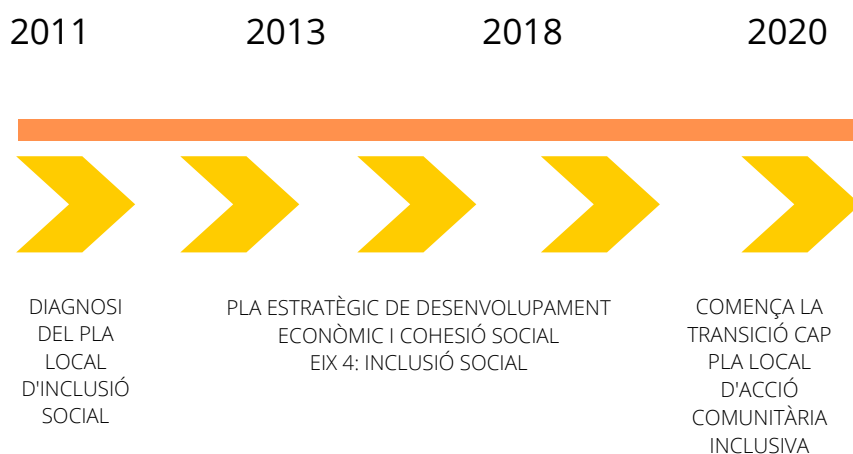 2011 2013 2018 2020
DIAGNOSI
DEL PLA
LOCAL
D'INCLUSIÓ
SOCIAL
PLA ESTRATÈGIC DE DESENVOLUPAMENT
ECONÒMIC I COHESIÓ SOCIAL
EIX 4: INCLUSIÓ SOCIAL
COMENÇA LA
TRANSICIÓ CAP
PLA LOCAL
D'ACCIÓ
COMUNITÀRIA
INCLUSIVA